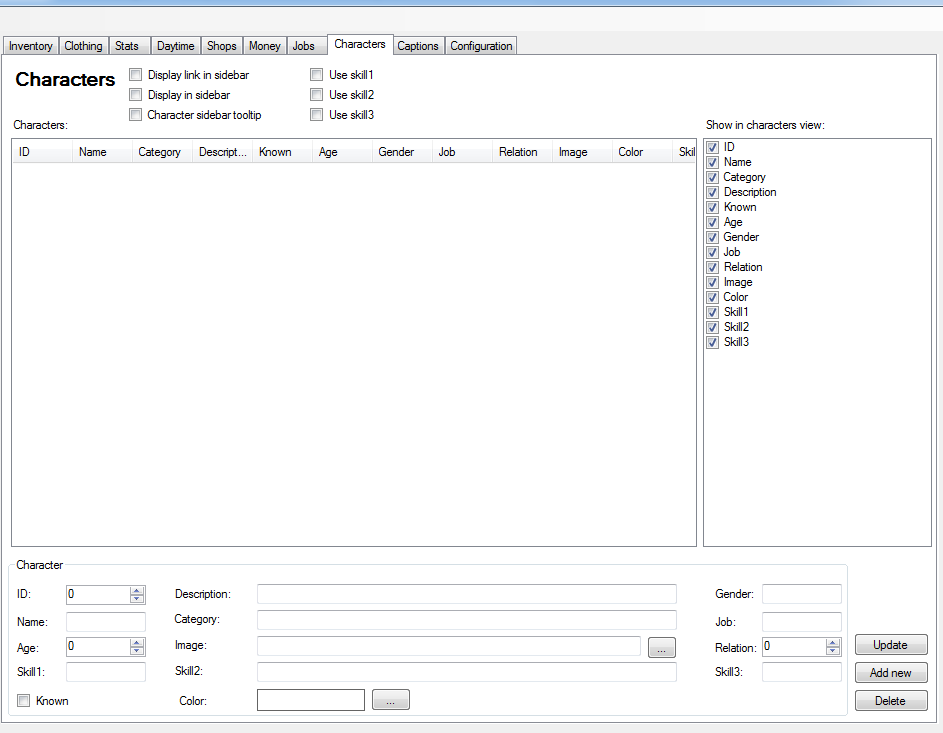 Inventory Clothing Stats Daytime Shops Money Jobs Characters Captions Configuration
Characters
Display link in sidebar
Display in sidebar
Character sidebar tooltip
Use skill1
Use skill2
Use skill3
Characters:
ID Name Category Descript... Known Age Gender Job Relation Image Color Skil
Show in characters view:
ID
Name
Category
Description
Known
Age
Gender
Job
Relation
Image
Color
Skill1
Skill2
Skill3
Character
ID: 0 Description: Gender:
Name: Category: Job:
Age: 0 Image: ... Relation: 0
Skill1: Skill2: Skill3:
Known Color: ...
Update
Add new
Delete